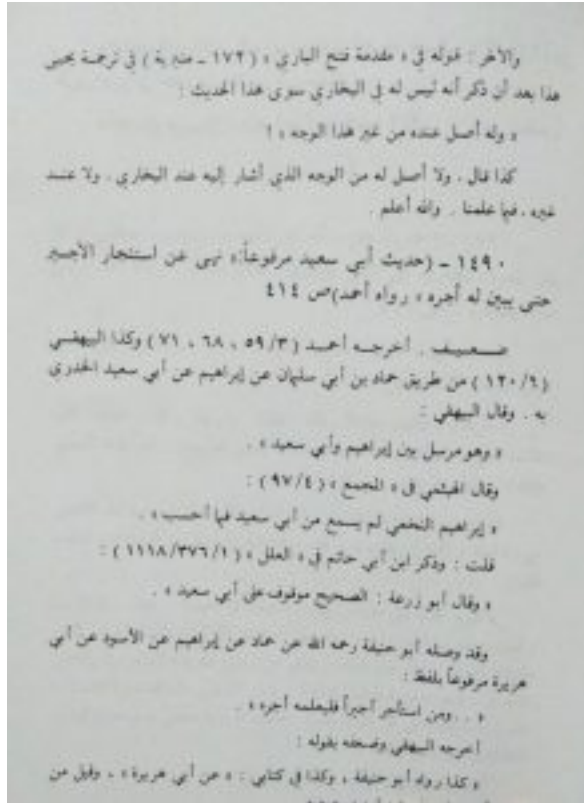 والآخر : قوله في « مقدمة فتح الباري » ( ١٧٢ ـ منيرية ) في ترجمة يحيى
هذا بعد أن ذكر أنه ليس له في البخاري سوى هذا الحديث :
« وله أصل عنده من غير هذا الوجه » !
كذا قال . ولا أصل له من الوجه الذي أشار إليه عند البخاري . ولا عند
غيره ، فيما علمنا . والله أعلم .
١٤٩٠ ـ (حديث أبي سعيد مرفوعاً:« نهى عن استئجار الأجير
حتى يبين له أجره » رواه أحمد)ص ٤١٤
ضعيف . أخرجه أحمد ( ٥٩/٣ ، ٦٨ ، ٧١ ) وكذا البيهقي
( ١٢٠/٦ ) من طريق حماد بن أبي سليمان عن إبراهيم عن أبي سعيد الخدري
به . وقال البيهقي :
« وهو مرسل بين إبراهيم وأبي سعيد » .
وقال الهيثمي في « المجمع » ( ٩٧/٤ ) :
« إبراهيم النخعي لم يسمع من أبي سعيد فيما أحسب » .
قلت : وذكر ابن أبي حاتم في « العلل » ( ١١١٨/٣٧٦/١ ) :
« وقال أبو زرعة : الصحيح موقوف على أبي سعيد » .
وقد وصله أبو حنيفة رحمه الله عن حماد عن إبراهيم عن الأسود عن أبي
هريرة مرفوعاً بلفظ :
« . . ومن استأجر أجيراً فليعلمه أجره » .
أخرجه البيهقي وضعفه بقوله :
« كذا رواه أبو حنيفة ، وكذا في كتابي : « عن أبي هريرة » ، وقيل من